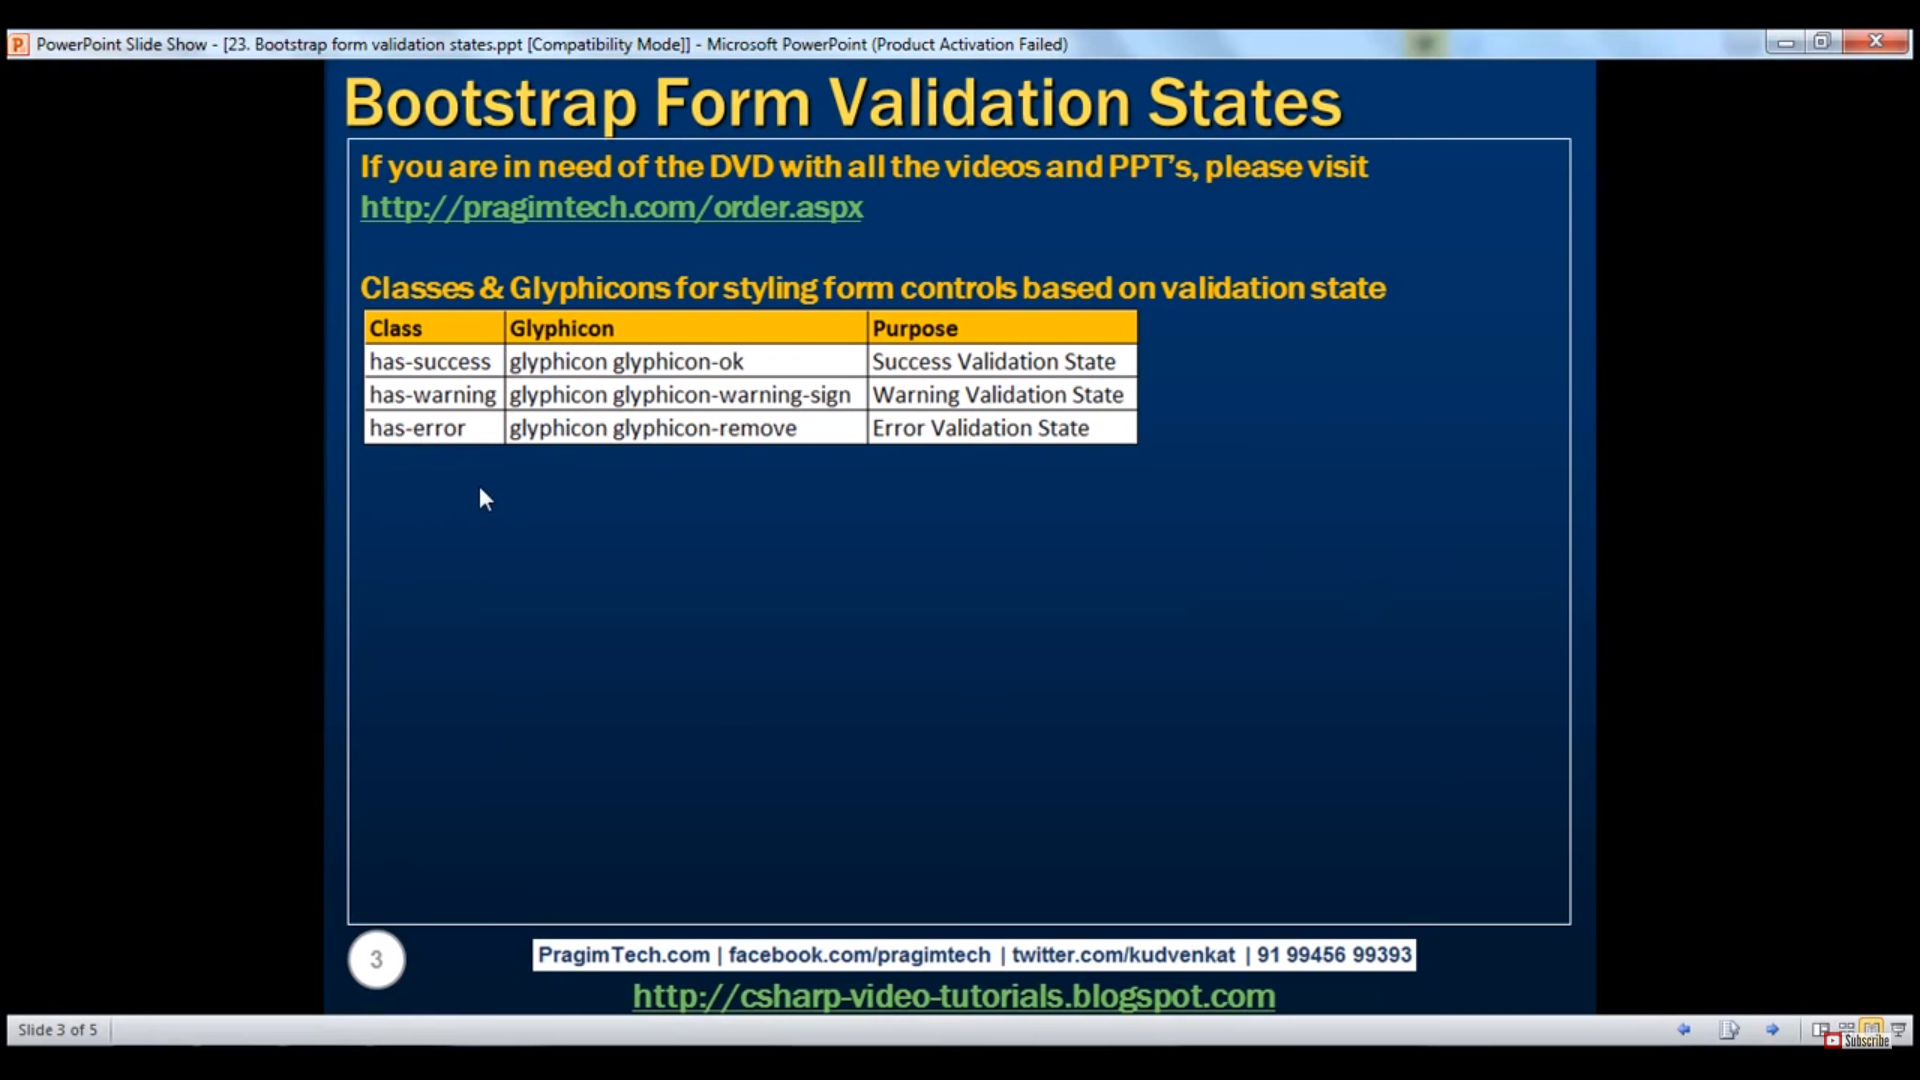 PowerPoint Slide Show - [23. Bootstrap form validation states.ppt [Compatibility Mode]] - Microsoft PowerPoint (Product Activation Failed)
Bootstrap Form Validation States
If you are in need of the DVD with all the videos and PPT's, please visit
http://pragimtech.com/order.aspx
Classes & Glyphicons for styling form controls based on validation state
Class Glyphicon Purpose
has-success glyphicon glyphicon-ok Success Validation State
has-warning glyphicon glyphicon-warning-sign Warning Validation State
has-error glyphicon glyphicon-remove Error Validation State
3
PragimTech.com | facebook.com/pragimtech | twitter.com/kudvenkat | 91 99456 99393
http://csharp-video-tutorials.blogspot.com
Slide 3 of 5
Subscribe